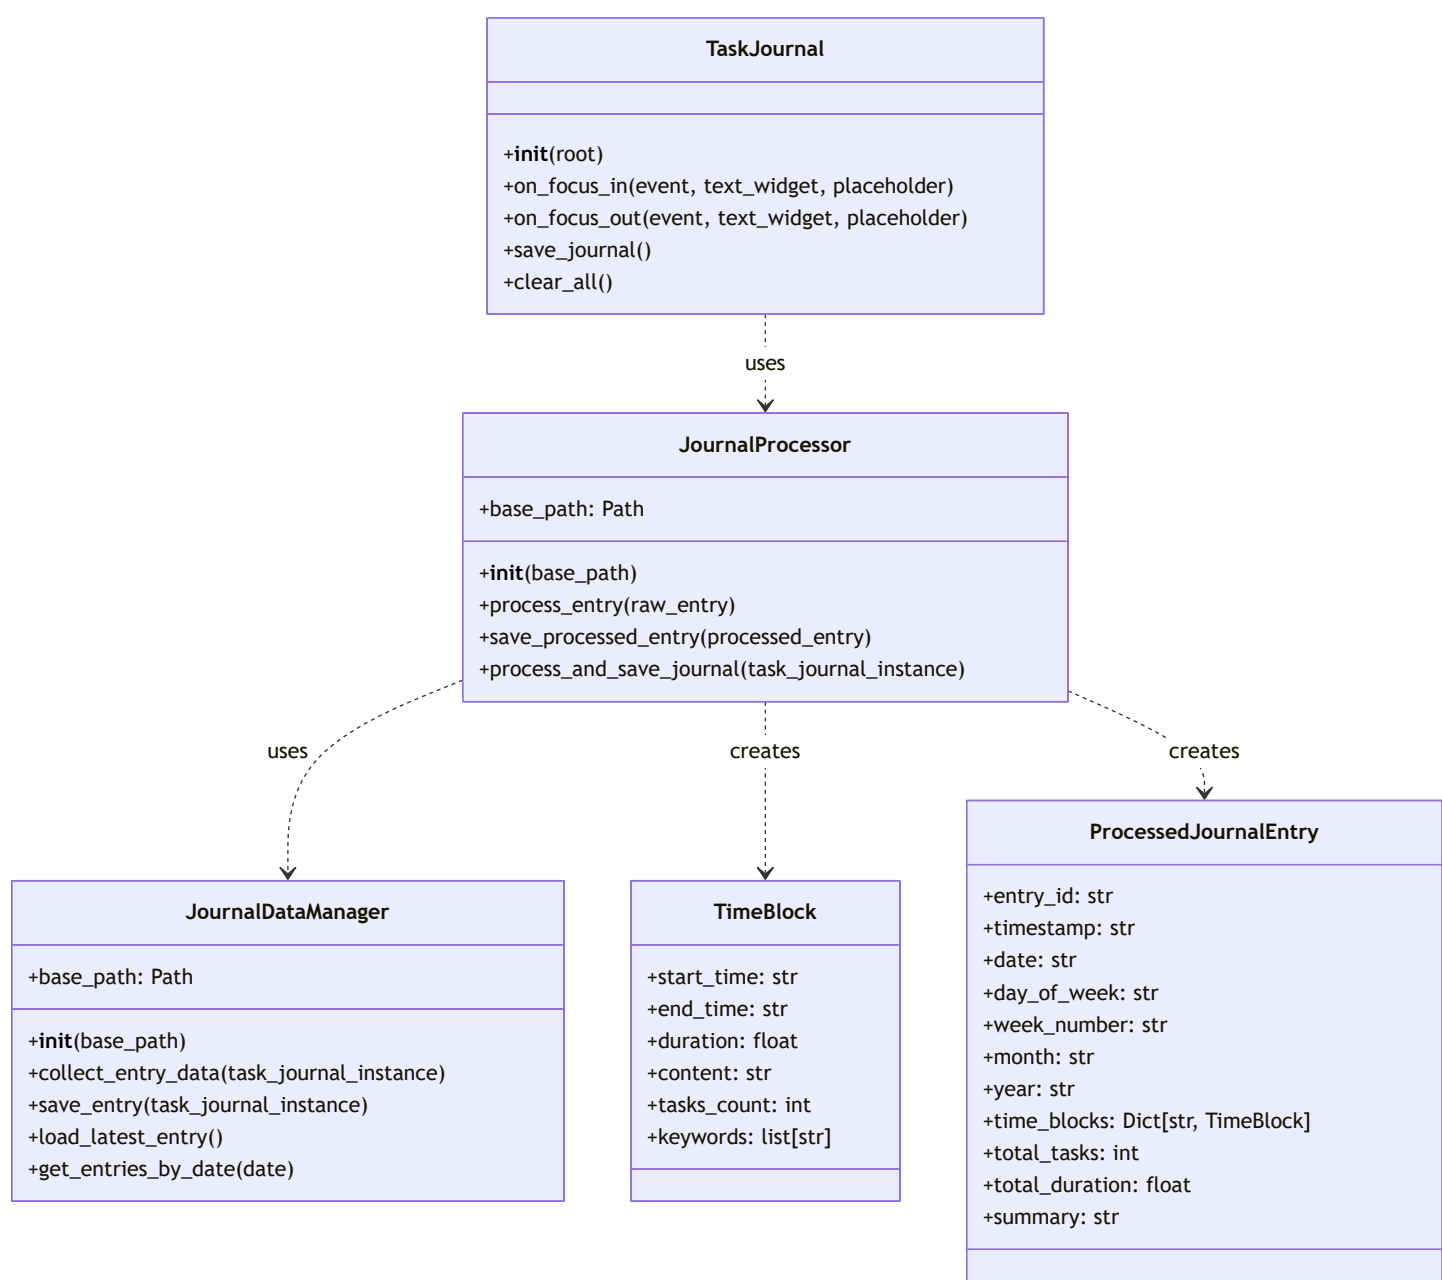 TaskJournal
+init(root)
+on_focus_in(event, text_widget, placeholder)
+on_focus_out(event, text_widget, placeholder)
+save_journal()
+clear_all()
uses
JournalProcessor
+base_path: Path
+init(base_path)
+process_entry(raw_entry)
+save_processed_entry(processed_entry)
+process_and_save_journal(task_journal_instance)
uses
creates
creates
JournalDataManager
+base_path: Path
+init(base_path)
+collect_entry_data(task_journal_instance)
+save_entry(task_journal_instance)
+load_latest_entry()
+get_entries_by_date(date)
TimeBlock
+start_time: str
+end_time: str
+duration: float
+content: str
+tasks_count: int
+keywords: list[str]
ProcessedJournalEntry
+entry_id: str
+timestamp: str
+date: str
+day_of_week: str
+week_number: str
+month: str
+year: str
+time_blocks: Dict[str, TimeBlock]
+total_tasks: int
+total_duration: float
+summary: str